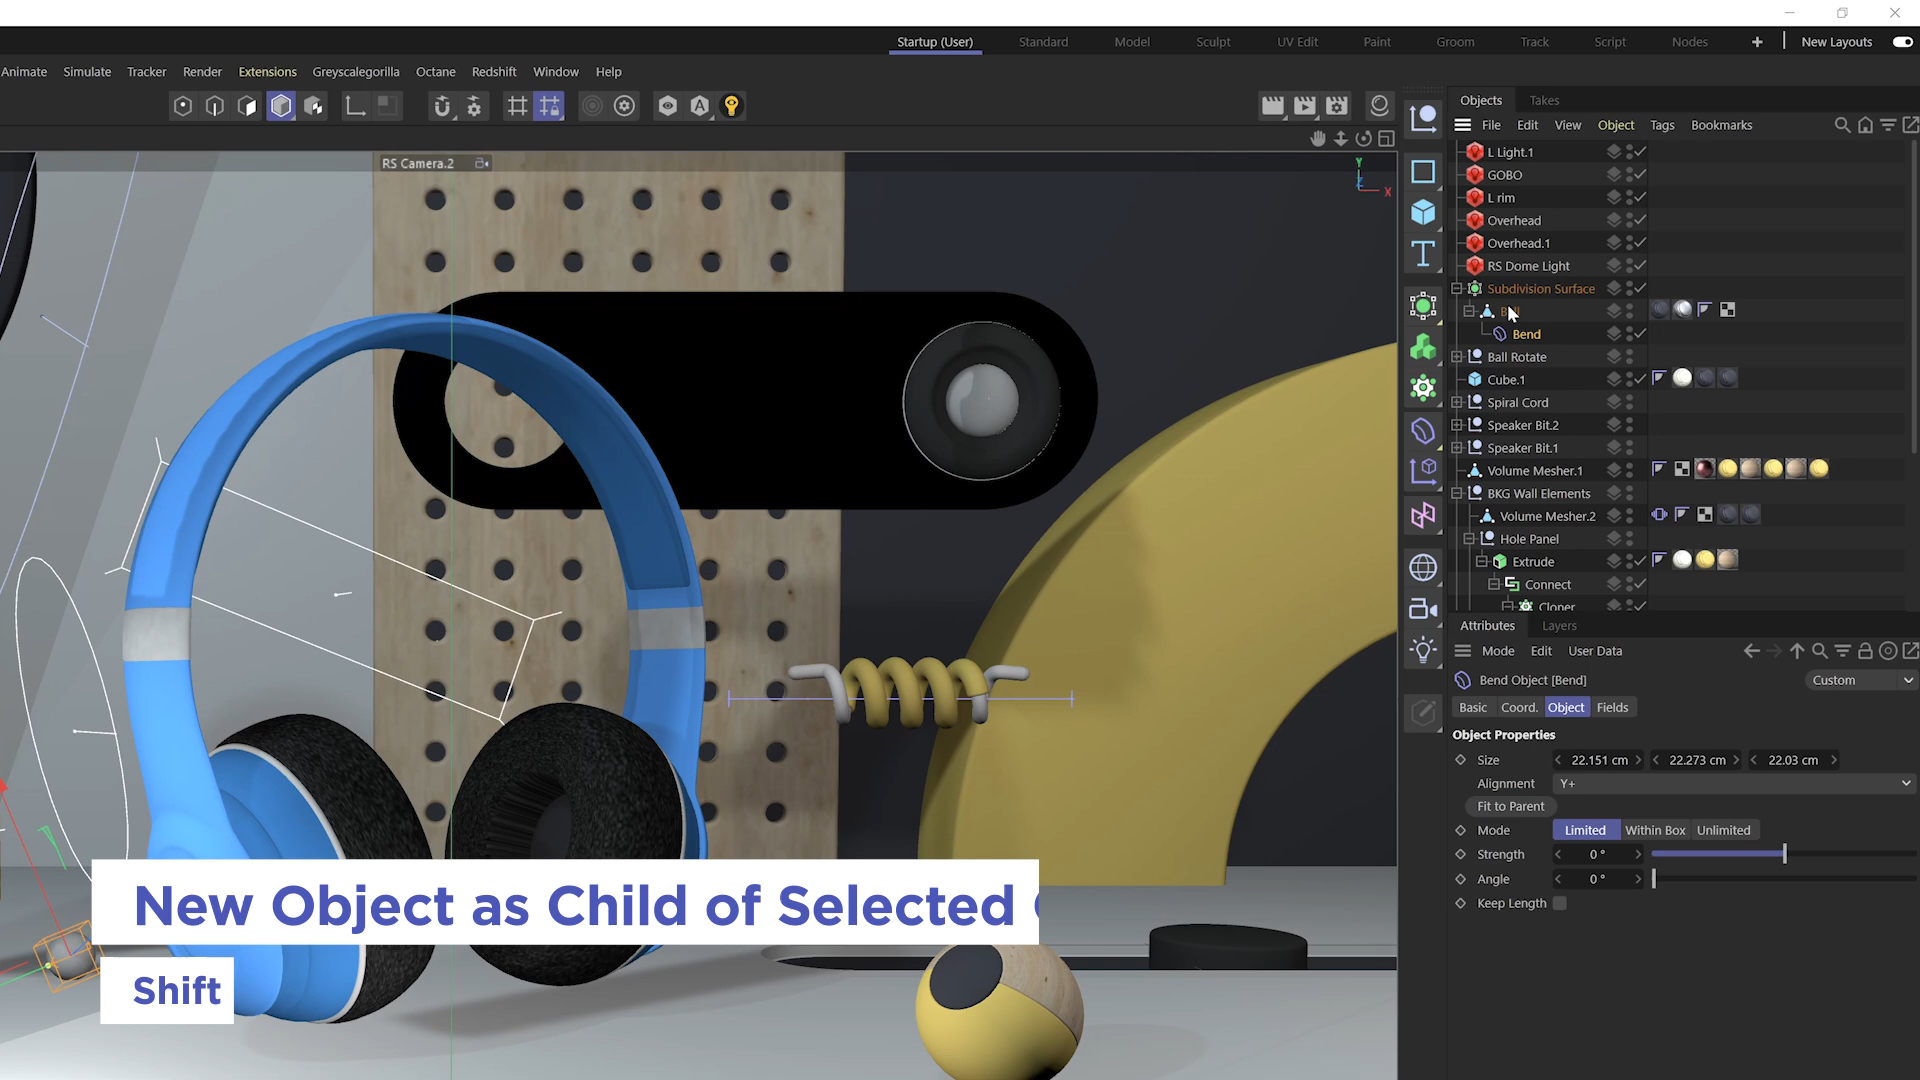 Startup (User)
Standard
Model
Sculpt
UV Edit
Paint
Groom
Track
Script
Nodes
New Layouts
Animate
Simulate
Tracker
Render
Extensions
Greyscalegorilla
Octane
Redshift
Window
Help
Objects
Takes
File
Edit
View
Object
Tags
Bookmarks
RS Camera.2
Y
Z
X
L Light.1
GOBO
L rim
Overhead
Overhead.1
RS Dome Light
Subdivision Surface
Bend
Ball Rotate
Cube.1
Spiral Cord
Speaker Bit.2
Speaker Bit.1
Volume Mesher.1
BKG Wall Elements
Volume Mesher.2
Hole Panel
Extrude
Connect
Cloner
Attributes
Layers
Mode
Edit
User Data
Bend Object [Bend]
Custom
Basic
Coord.
Object
Fields
Object Properties
Size 22.151 cm 22.273 cm 22.03 cm
Alignment Y+
Fit to Parent
Mode Limited Within Box Unlimited
Strength 0 °
Angle 0 °
Keep Length
New Object as Child of Selected
Shift